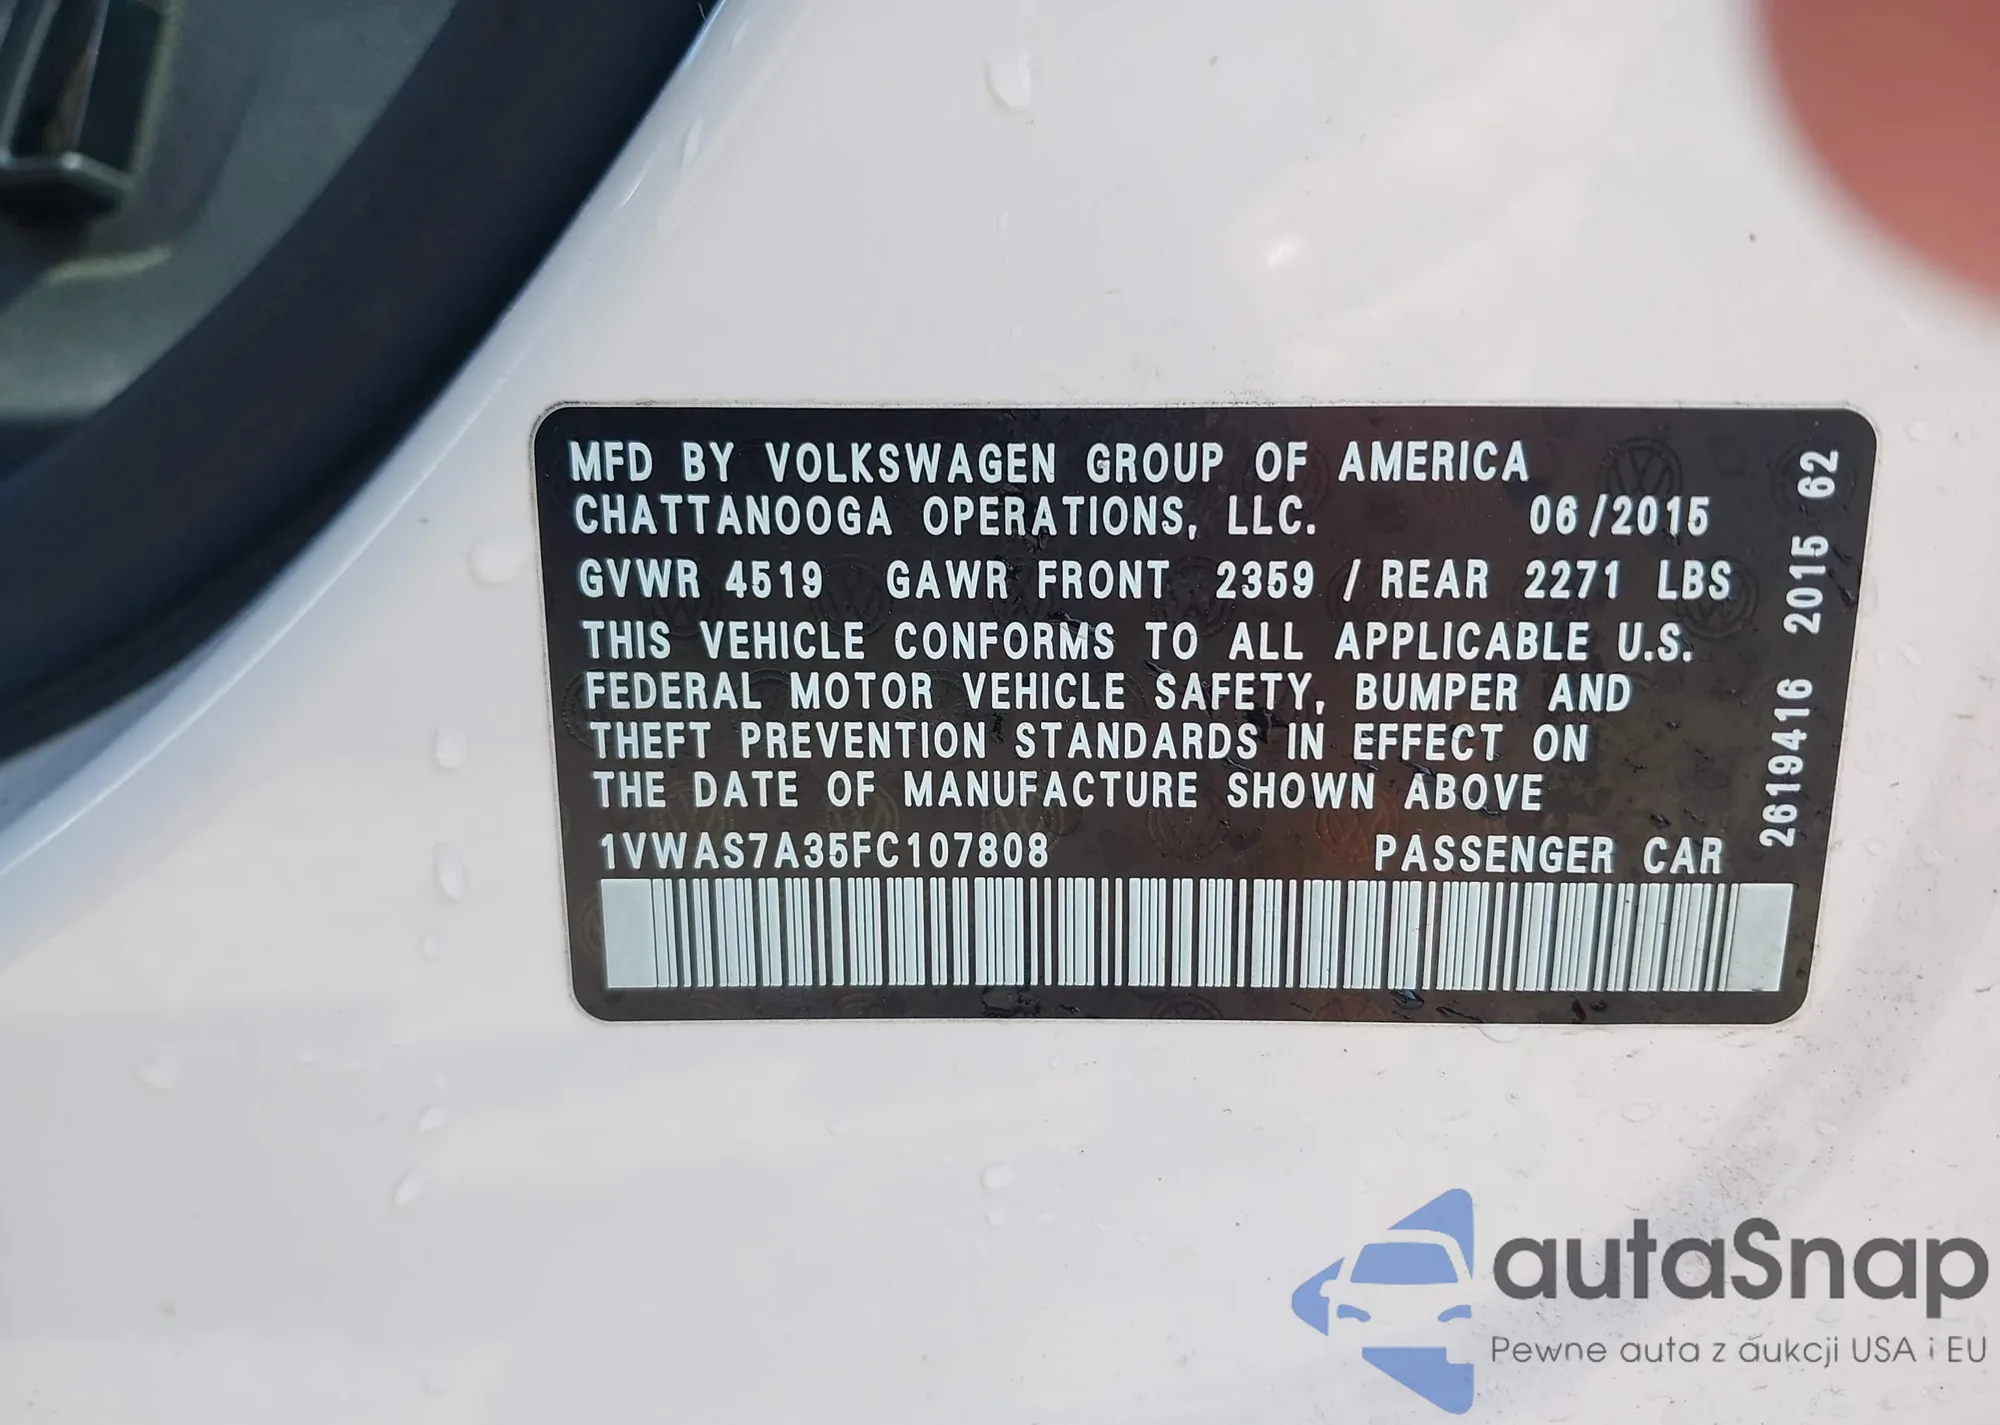 MFD BY VOLKSWAGEN GROUP OF AMERICA
CHATTANOOGA OPERATIONS, LLC. 06/2015
GVWR 4519 GAWR FRONT 2359 / REAR 2271 LBS
THIS VEHICLE CONFORMS TO ALL APPLICABLE U.S.
FEDERAL MOTOR VEHICLE SAFETY, BUMPER AND
THEFT PREVENTION STANDARDS IN EFFECT ON
THE DATE OF MANUFACTURE SHOWN ABOVE
1VWAS7A35FC107808 PASSENGER CAR
2619416 2015 62
autaSnap
Pewne auta z aukcji USA i EU